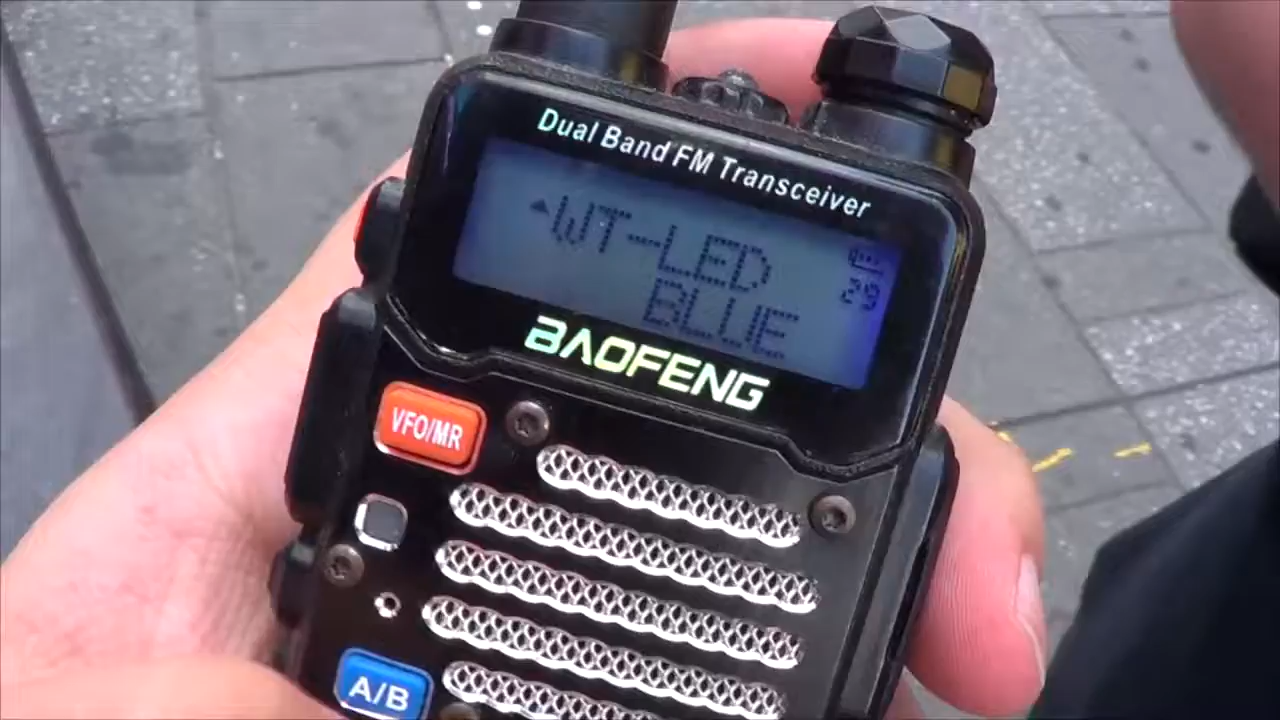 Dual Band FM Transceiver
WT-LED
29
BLUE
BAOFENG
VFO/MR
A/B